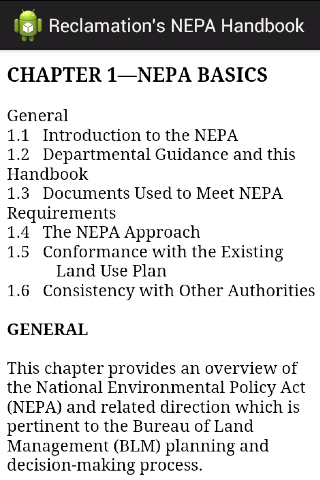 Reclamation's NEPA Handbook
CHAPTER 1—NEPA BASICS
General
1.1 Introduction to the NEPA
1.2 Departmental Guidance and this
Handbook
1.3 Documents Used to Meet NEPA
Requirements
1.4 The NEPA Approach
1.5 Conformance with the Existing
Land Use Plan
1.6 Consistency with Other Authorities
GENERAL
This chapter provides an overview of
the National Environmental Policy Act
(NEPA) and related direction which is
pertinent to the Bureau of Land
Management (BLM) planning and
decision-making process.